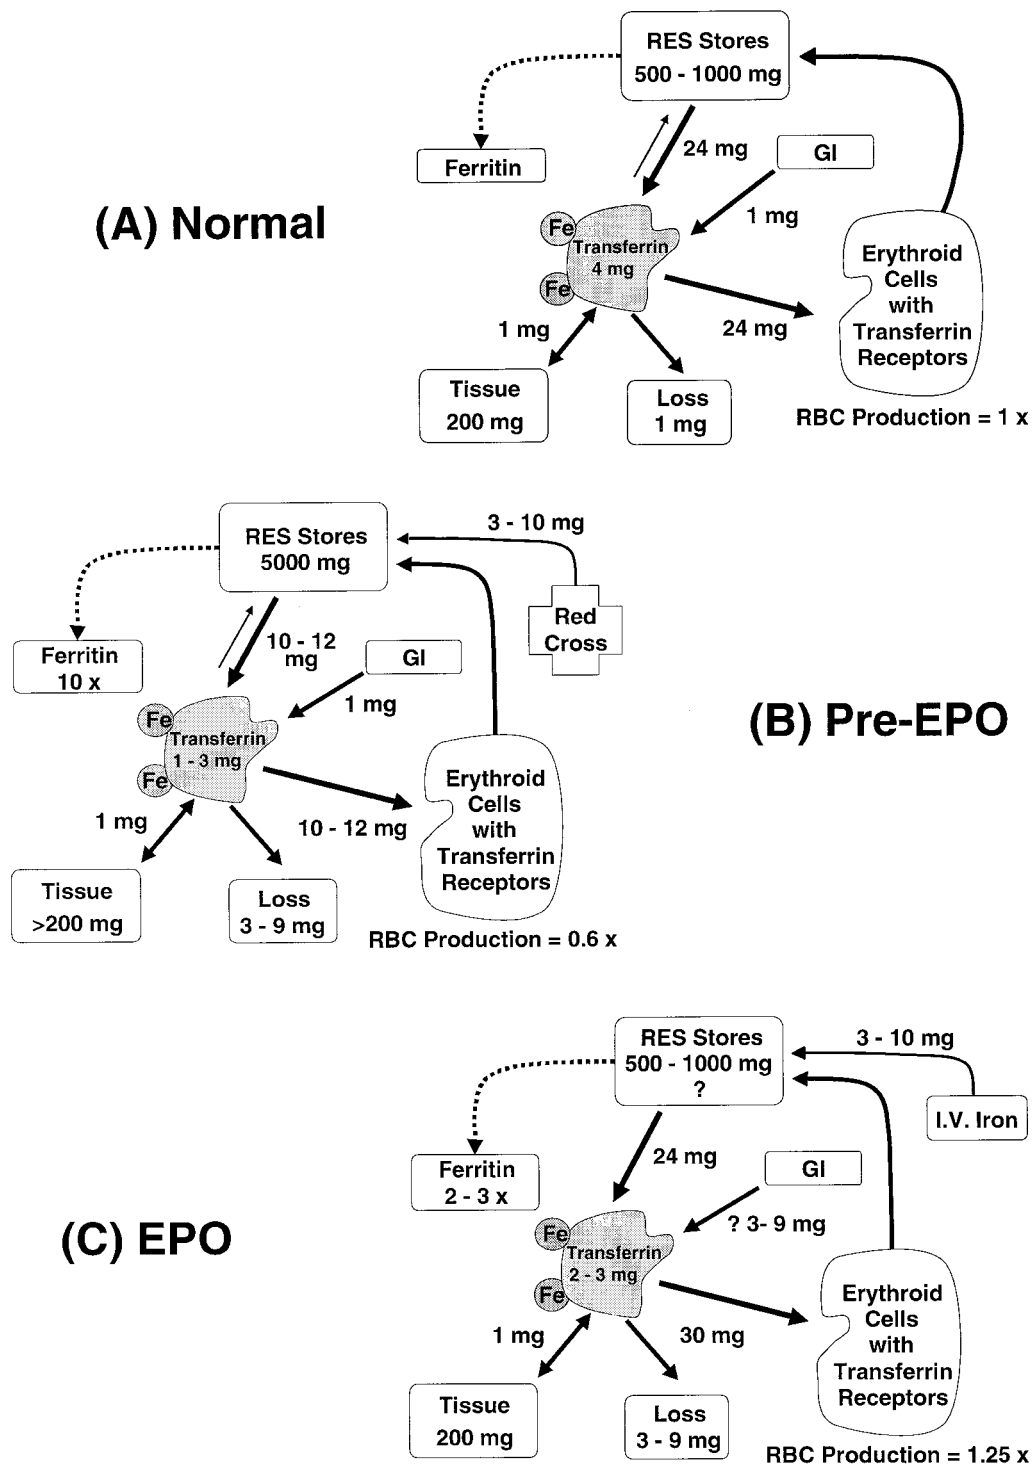 RES Stores
500 - 1000 mg
24 mg
GI
Ferritin
1 mg
(A) Normal
Fe
Transferrin
4 mg
Fe
Erythroid
Cells
with
Transferrin
Receptors
1 mg
24 mg
Tissue
200 mg
Loss
1 mg
RBC Production = 1 x
RES Stores
5000 mg
3 - 10 mg
Red
Cross
Ferritin
10 x
10 - 12
mg
GI
1 mg
(B) Pre-EPO
Fe
Transferrin
1 - 3 mg
Fe
Erythroid
Cells
with
Transferrin
Receptors
1 mg
10 - 12 mg
Tissue
>200 mg
Loss
3 - 9 mg
RBC Production = 0.6 x
RES Stores
500 - 1000 mg
?
3 - 10 mg
I.V. Iron
Ferritin
2 - 3 x
24 mg
GI
? 3- 9 mg
(C) EPO
Fe
Transferrin
2 - 3 mg
Fe
Erythroid
Cells
with
Transferrin
Receptors
1 mg
30 mg
Tissue
200 mg
Loss
3 - 9 mg
RBC Production = 1.25 x